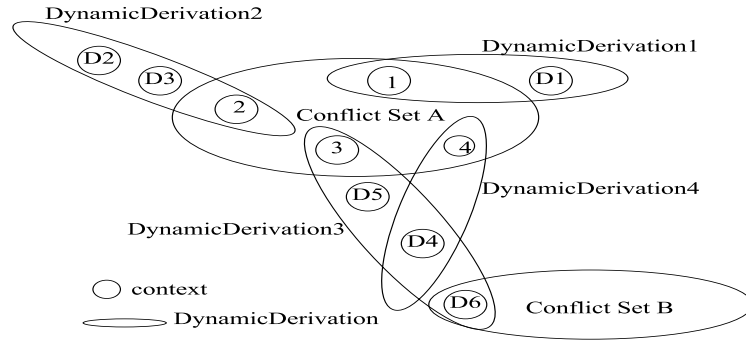 DynamicDerivation2
DynamicDerivation1
D2
D3
1
D1
2
Conflict Set A
3
4
D5
DynamicDerivation4
DynamicDerivation3
D4
context
D6
Conflict Set B
DynamicDerivation